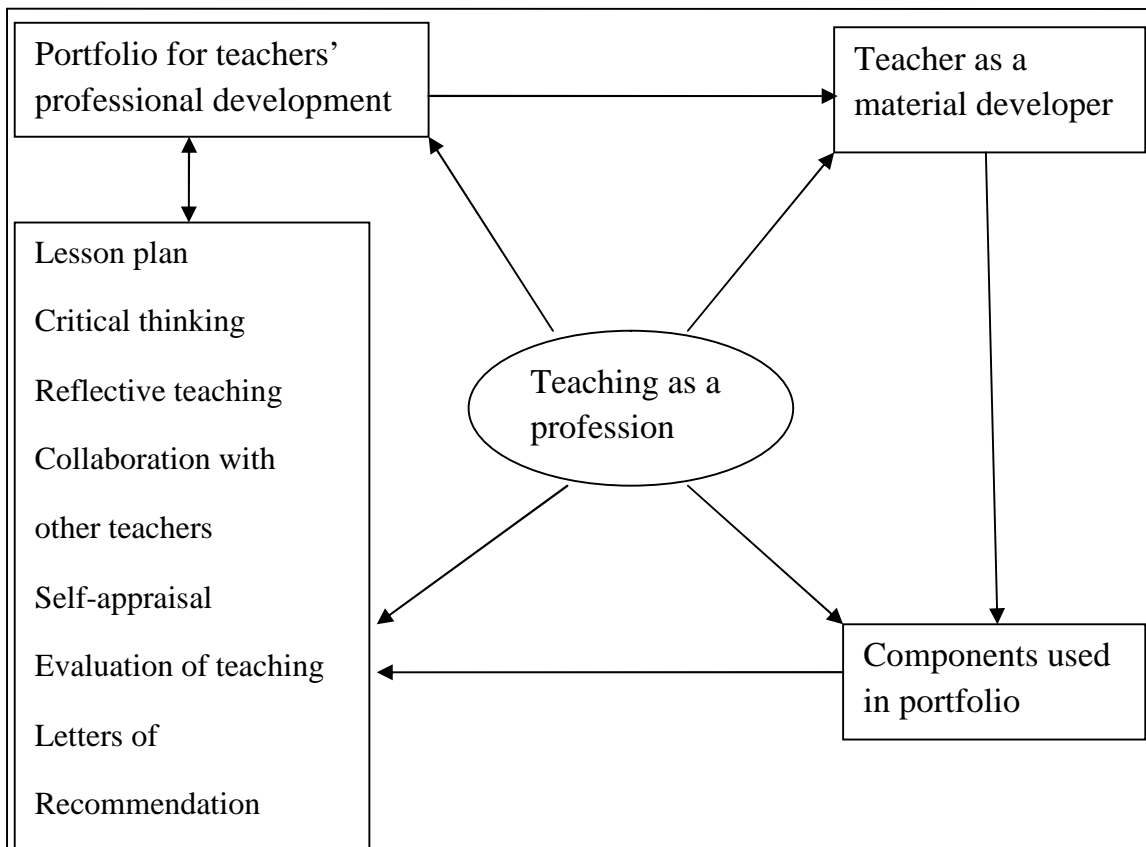 Portfolio for teachers’
professional development
Teacher as a
material developer
Lesson plan
Critical thinking
Reflective teaching
Collaboration with
other teachers
Self-appraisal
Evaluation of teaching
Letters of
Recommendation
Teaching as a
profession
Components used
in portfolio